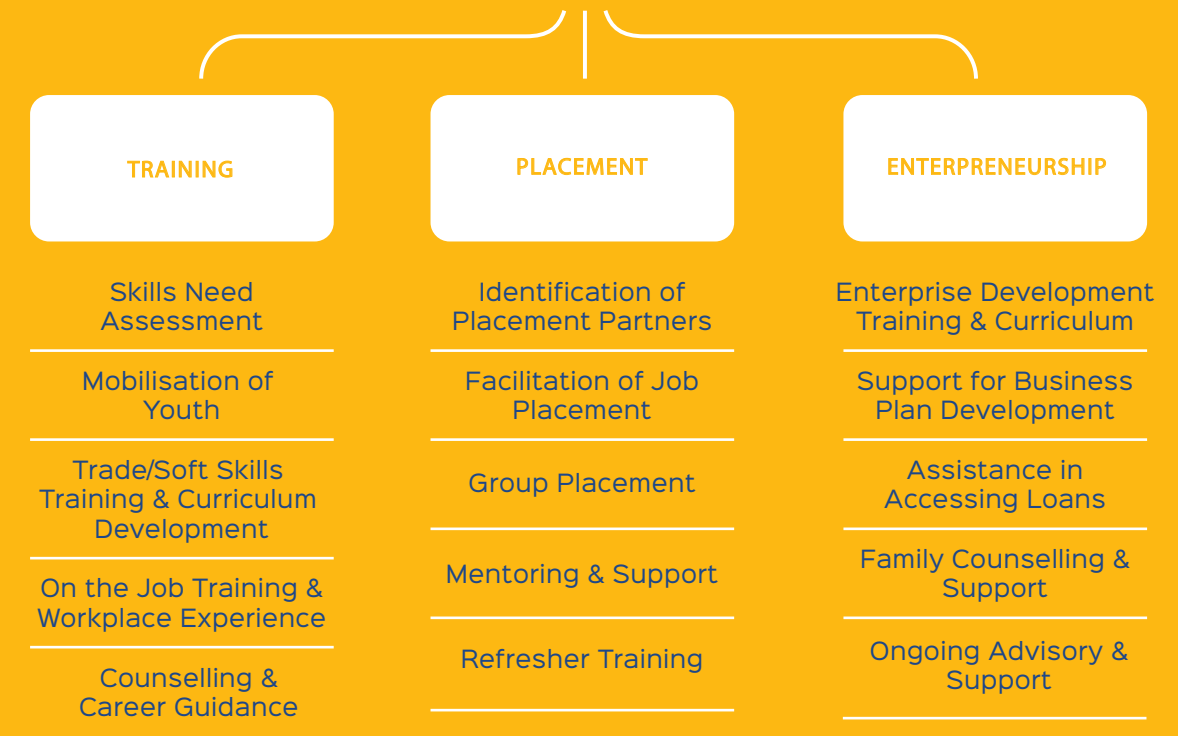 TRAINING
Skills Need
Assessment
Mobilisation of
Youth
Trade/Soft Skills
Training & Curriculum
Development
On the Job Training &
Workplace Experience
Counselling &
Career Guidance
PLACEMENT
Identification of
Placement Partners
Facilitation of Job
Placement
Group Placement
Mentoring & Support
Refresher Training
ENTERPRENEURSHIP
Enterprise Development
Training & Curriculum
Support for Business
Plan Development
Assistance in
Accessing Loans
Family Counselling &
Support
Ongoing Advisory &
Support